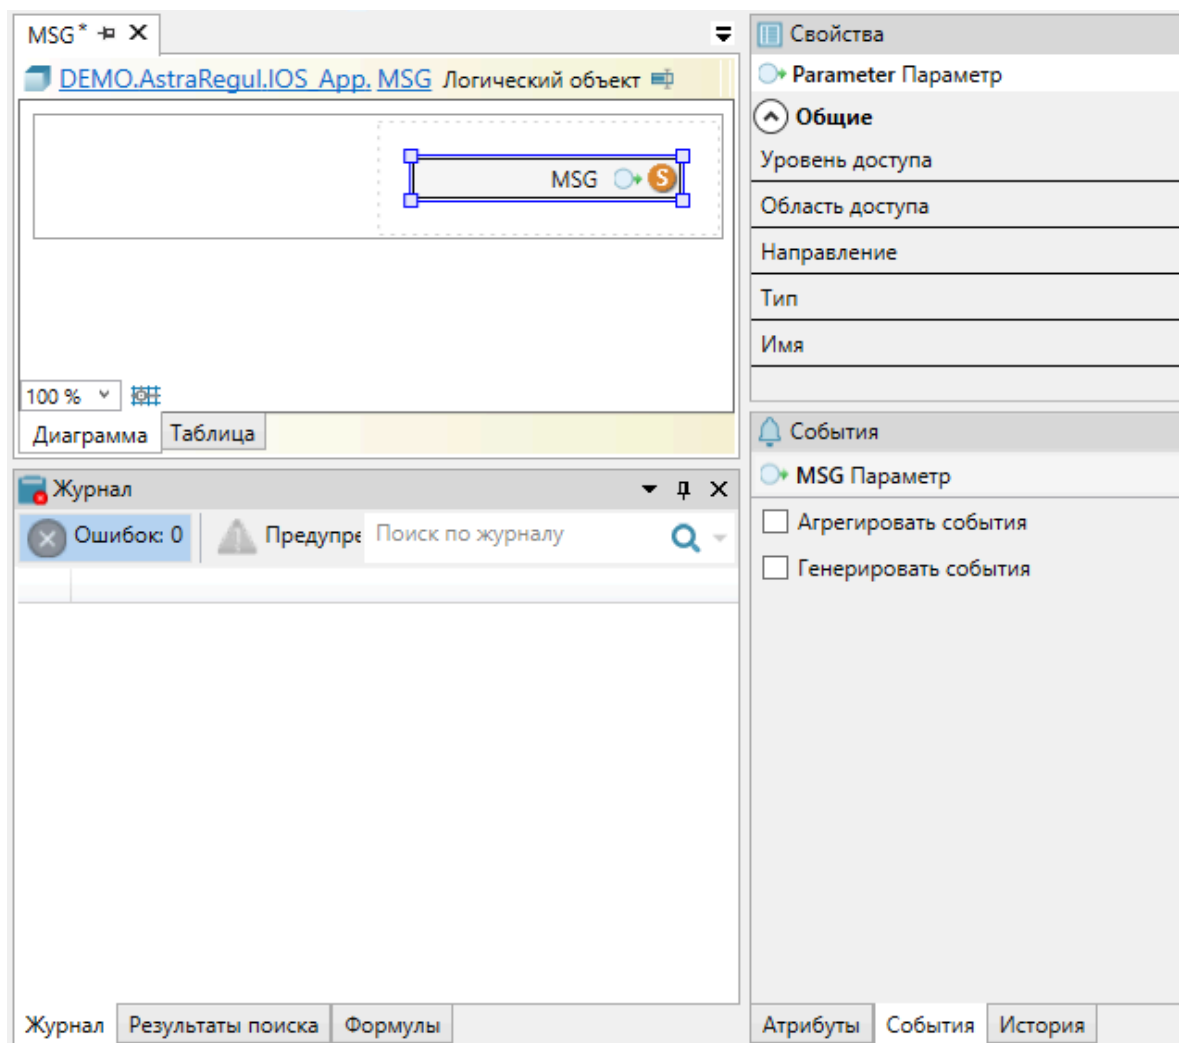 MSG*
DEMO.AstraRegul.IOS_App. MSG Логический объект
MSG S
100 %
Диаграмма Таблица
Журнал
Ошибок: 0 Предупре Поиск по журналу
Журнал Результаты поиска Формулы
Свойства
Parameter Параметр
Общие
Уровень доступа
Область доступа
Направление
Тип
Имя
События
MSG Параметр
Агрегировать события
Генерировать события
Атрибуты События История